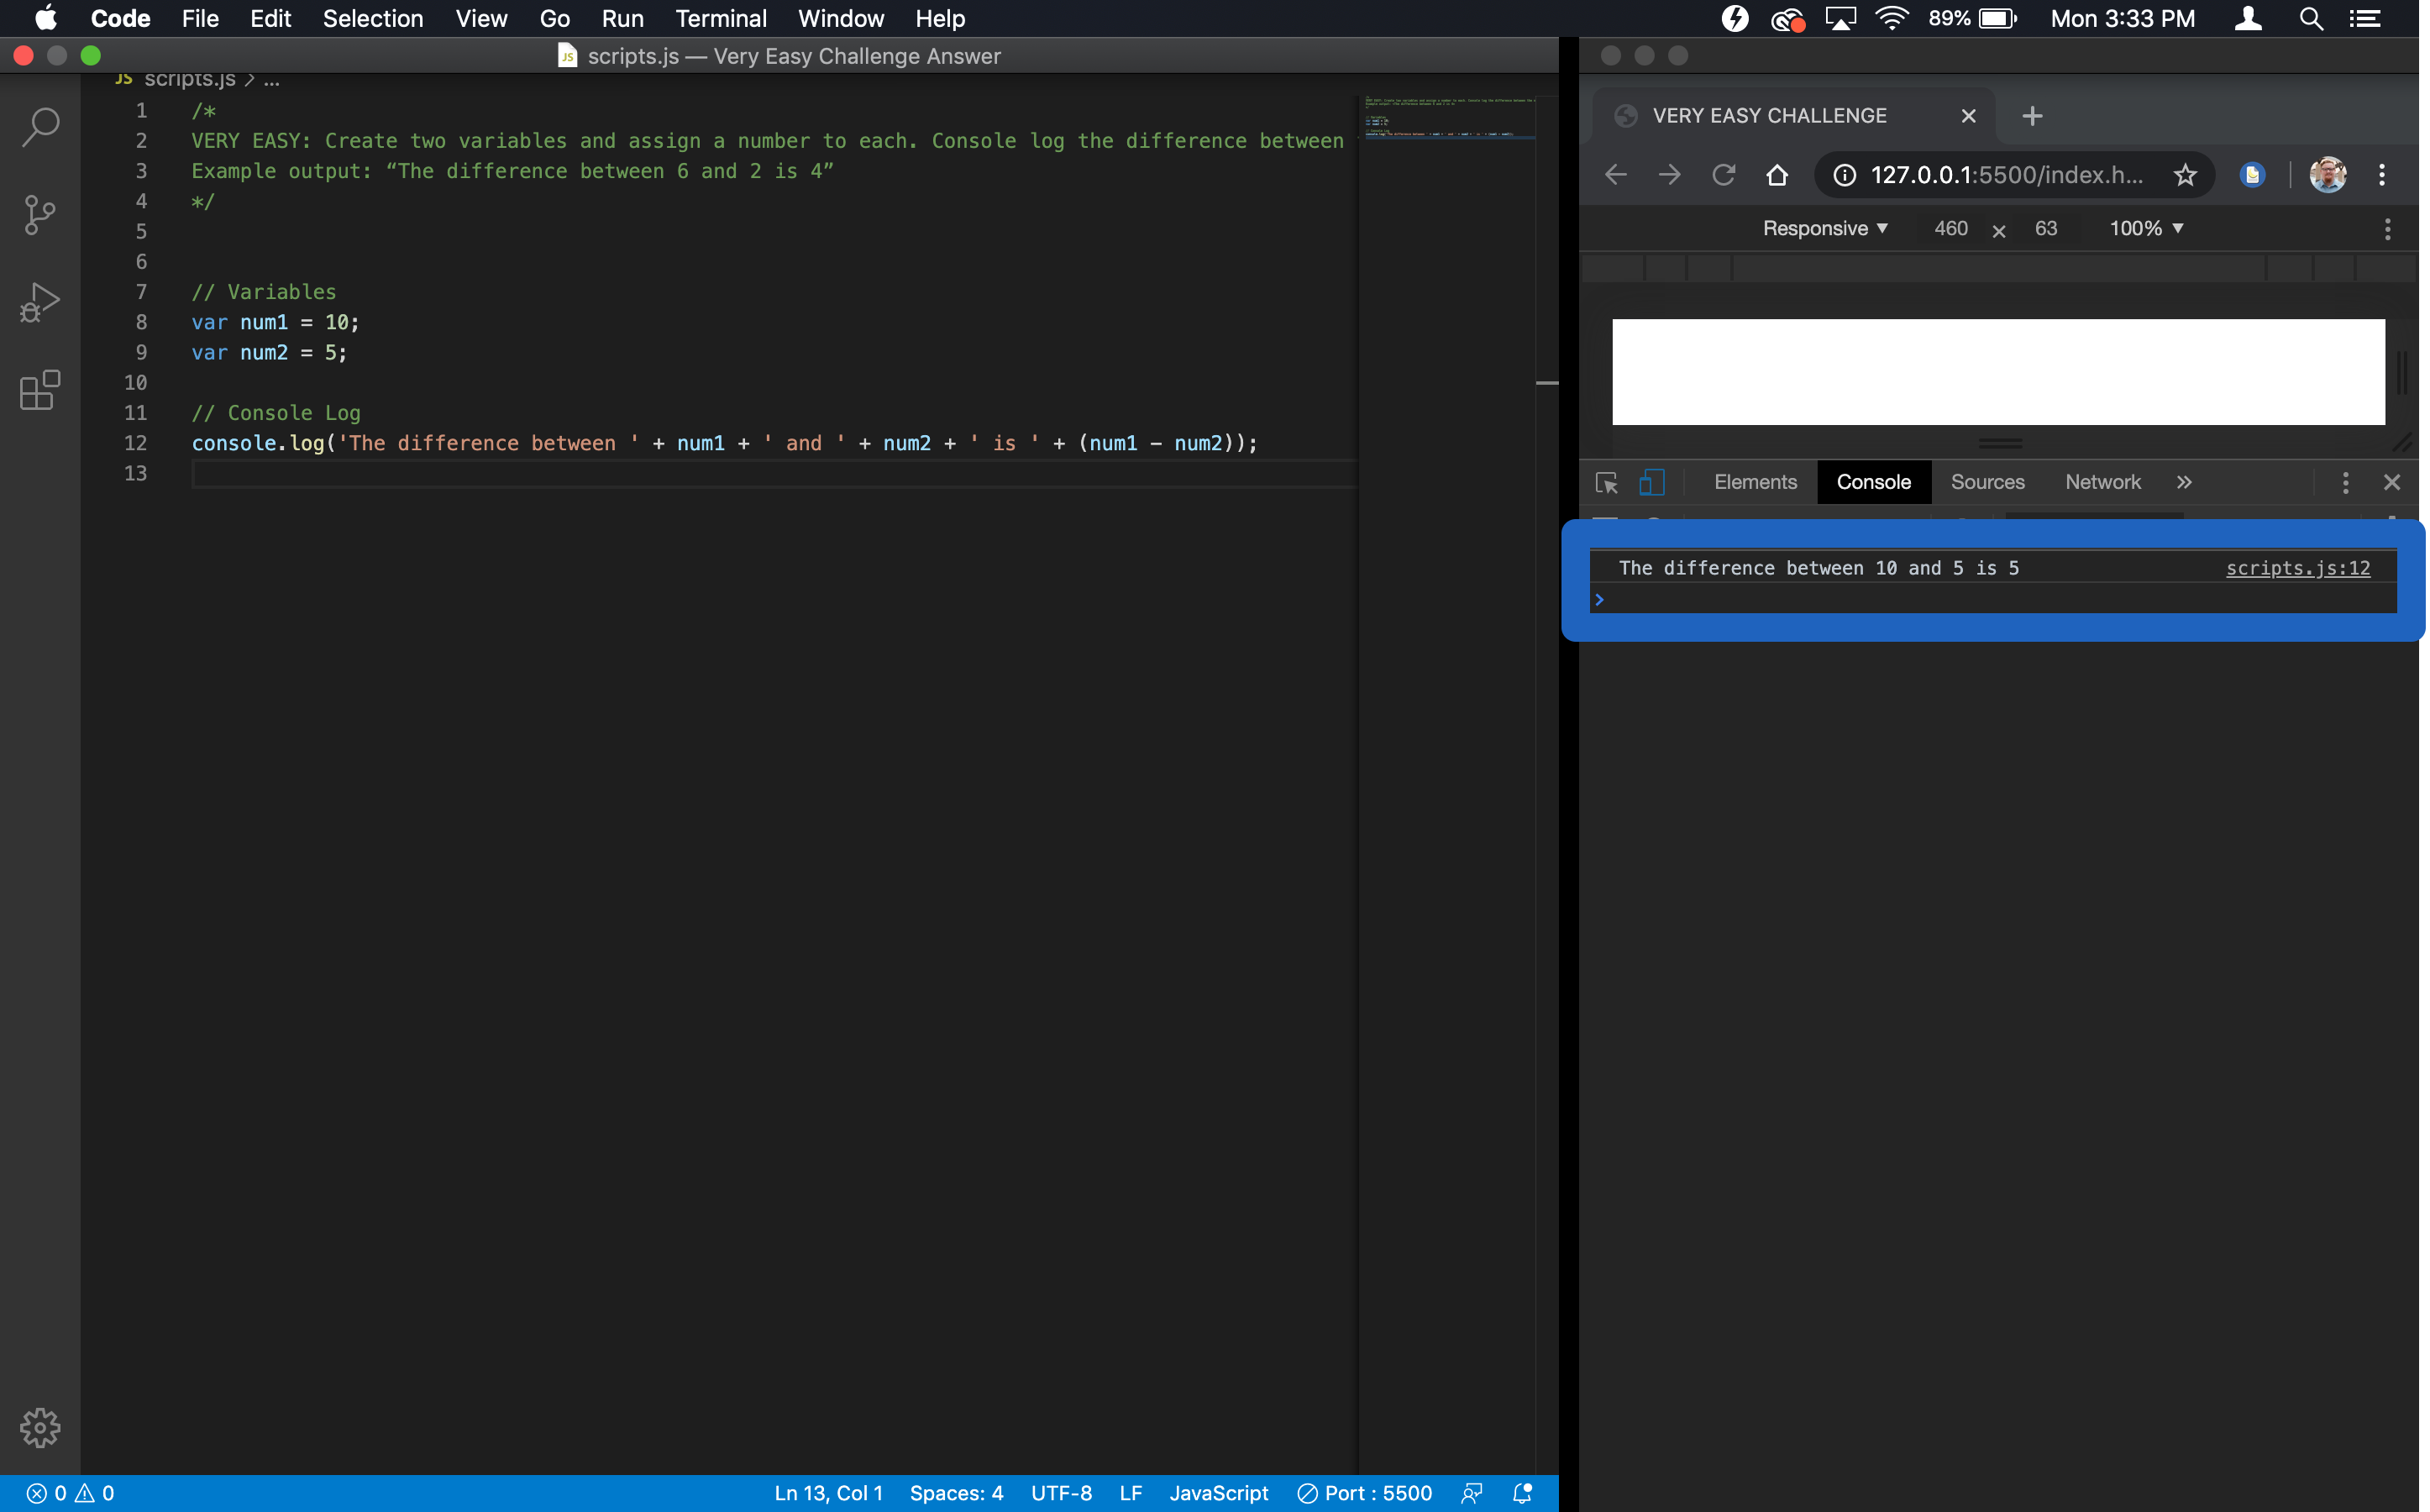 Code File Edit Selection View Go Run Terminal Window Help 89% Mon 3:33 PM
JS scripts.js — Very Easy Challenge Answer
JS scripts.js > ...
1 /*
2 VERY EASY: Create two variables and assign a number to each. Console log the difference between
3 Example output: “The difference between 6 and 2 is 4”
4 */
5
6
7 // Variables
8 var num1 = 10;
9 var num2 = 5;
10
11 // Console Log
12 console.log('The difference between ' + num1 + ' and ' + num2 + ' is ' + (num1 - num2));
13
Ln 13, Col 1 Spaces: 4 UTF-8 LF JavaScript Port : 5500
0 0
VERY EASY CHALLENGE
127.0.0.1:5500/index.h...
Responsive 460 × 63 100%
Elements Console Sources Network »
The difference between 10 and 5 is 5 scripts.js:12
>